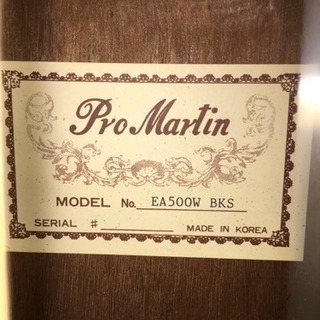 Pro Martin
MODEL No. EA500W BKS
SERIAL #
MADE IN KOREA